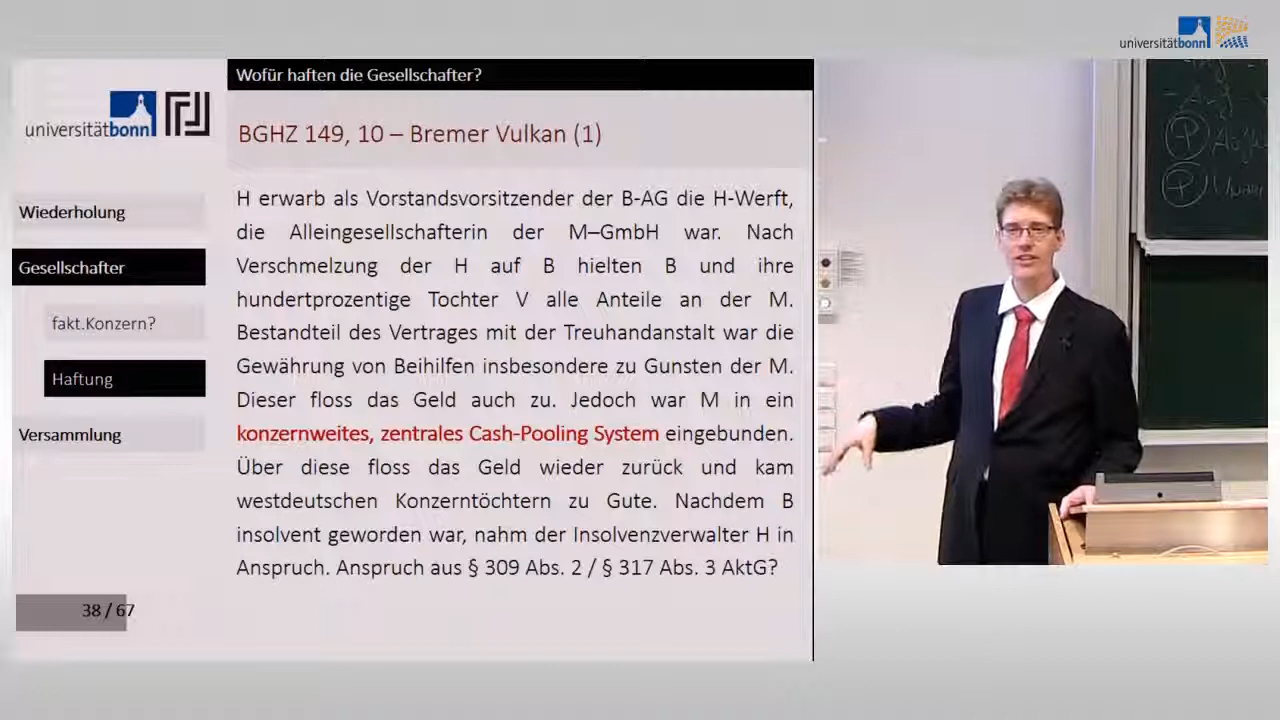 universitätbonn
Wofür haften die Gesellschafter?
universitätbonn
BGHZ 149, 10 – Bremer Vulkan (1)
H erwarb als Vorstandsvorsitzender der B-AG die H-Werft,
die Alleingesellschafterin der M–GmbH war. Nach
Verschmelzung der H auf B hielten B und ihre
hundertprozentige Tochter V alle Anteile an der M.
Bestandteil des Vertrages mit der Treuhandanstalt war die
Gewährung von Beihilfen insbesondere zu Gunsten der M.
Dieser floss das Geld auch zu. Jedoch war M in ein
konzernweites, zentrales Cash-Pooling System eingebunden.
Über diese floss das Geld wieder zurück und kam
westdeutschen Konzerntöchtern zu Gute. Nachdem B
insolvent geworden war, nahm der Insolvenzverwalter H in
Anspruch. Anspruch aus § 309 Abs. 2 / § 317 Abs. 3 AktG?
Wiederholung
Gesellschafter
fakt.Konzern?
Haftung
Versammlung
38 / 67